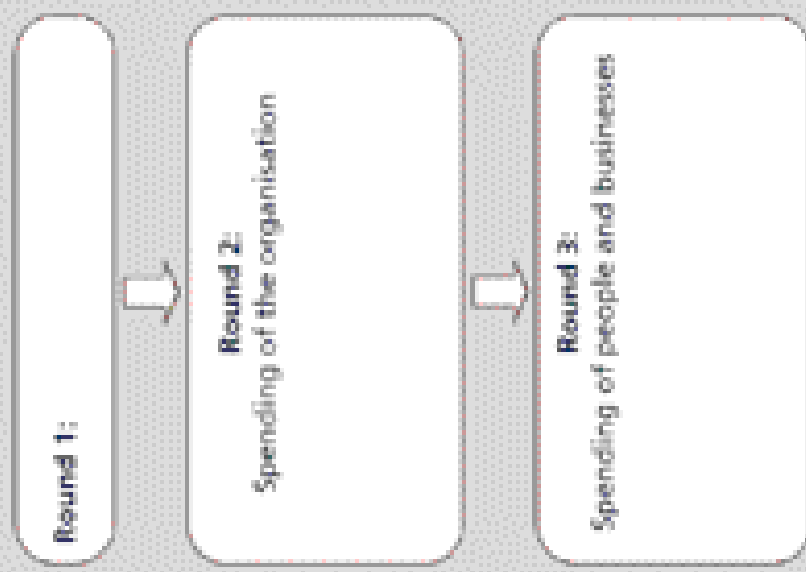 Round 1:
Round 2:
Spending of the organisation
Round 3:
Spending of people and businesses